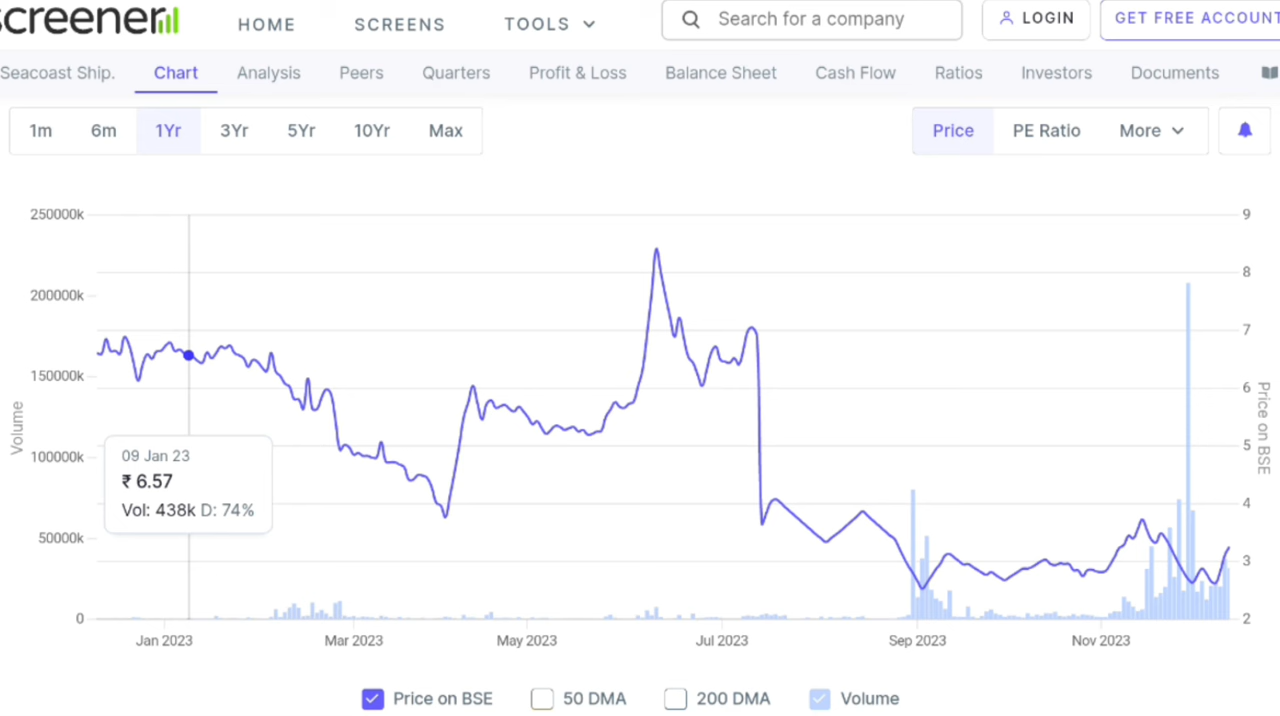 screener
HOME SCREENS TOOLS
Search for a company
LOGIN
GET FREE ACCOUNT
Seacoast Ship. Chart Analysis Peers Quarters Profit & Loss Balance Sheet Cash Flow Ratios Investors Documents
1m 6m 1Yr 3Yr 5Yr 10Yr Max
Price PE Ratio More
250000k
200000k
150000k
100000k
50000k
0
Volume
9
8
7
6
5
4
3
2
Price on BSE
09 Jan 23
₹ 6.57
Vol: 438k D: 74%
Jan 2023 Mar 2023 May 2023 Jul 2023 Sep 2023 Nov 2023
Price on BSE 50 DMA 200 DMA Volume